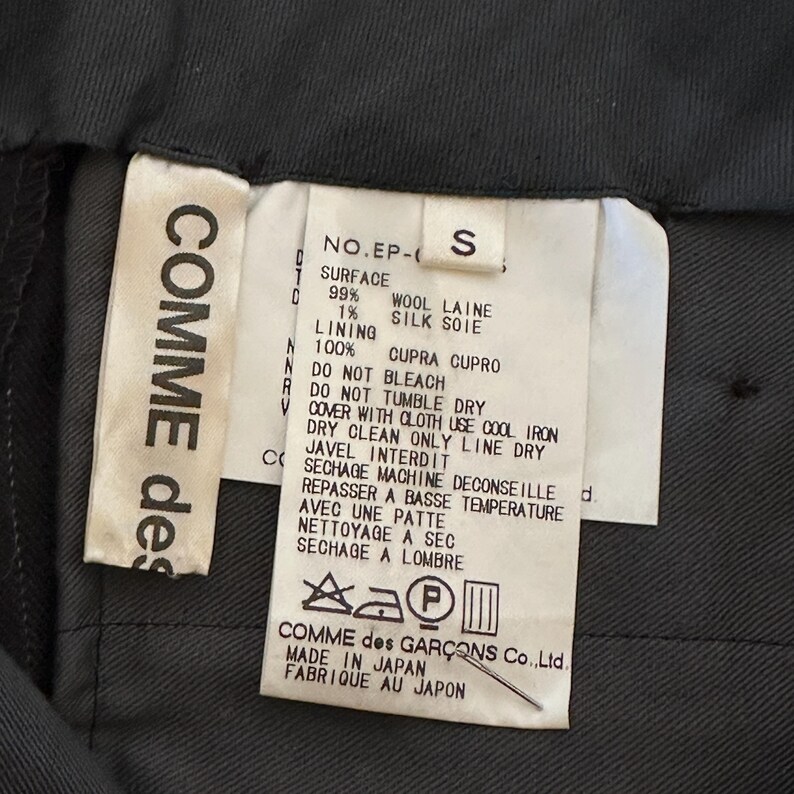 COMME des
S
NO.EP-
SURFACE
99% WOOL LAINE
1% SILK SOIE
LINING
100% CUPRA CUPRO
DO NOT BLEACH
DO NOT TUMBLE DRY
COVER WITH CLOTH USE COOL IRON
DRY CLEAN ONLY LINE DRY
JAVEL INTERDIT
SECHAGE MACHINE DECONSEILLE
REPASSER A BASSE TEMPERATURE
AVEC UNE PATTE
NETTOYAGE A SEC
SECHAGE A LOMBRE
P
COMME des GARÇONS Co.,Ltd.
MADE IN JAPAN
FABRIQUE AU JAPON